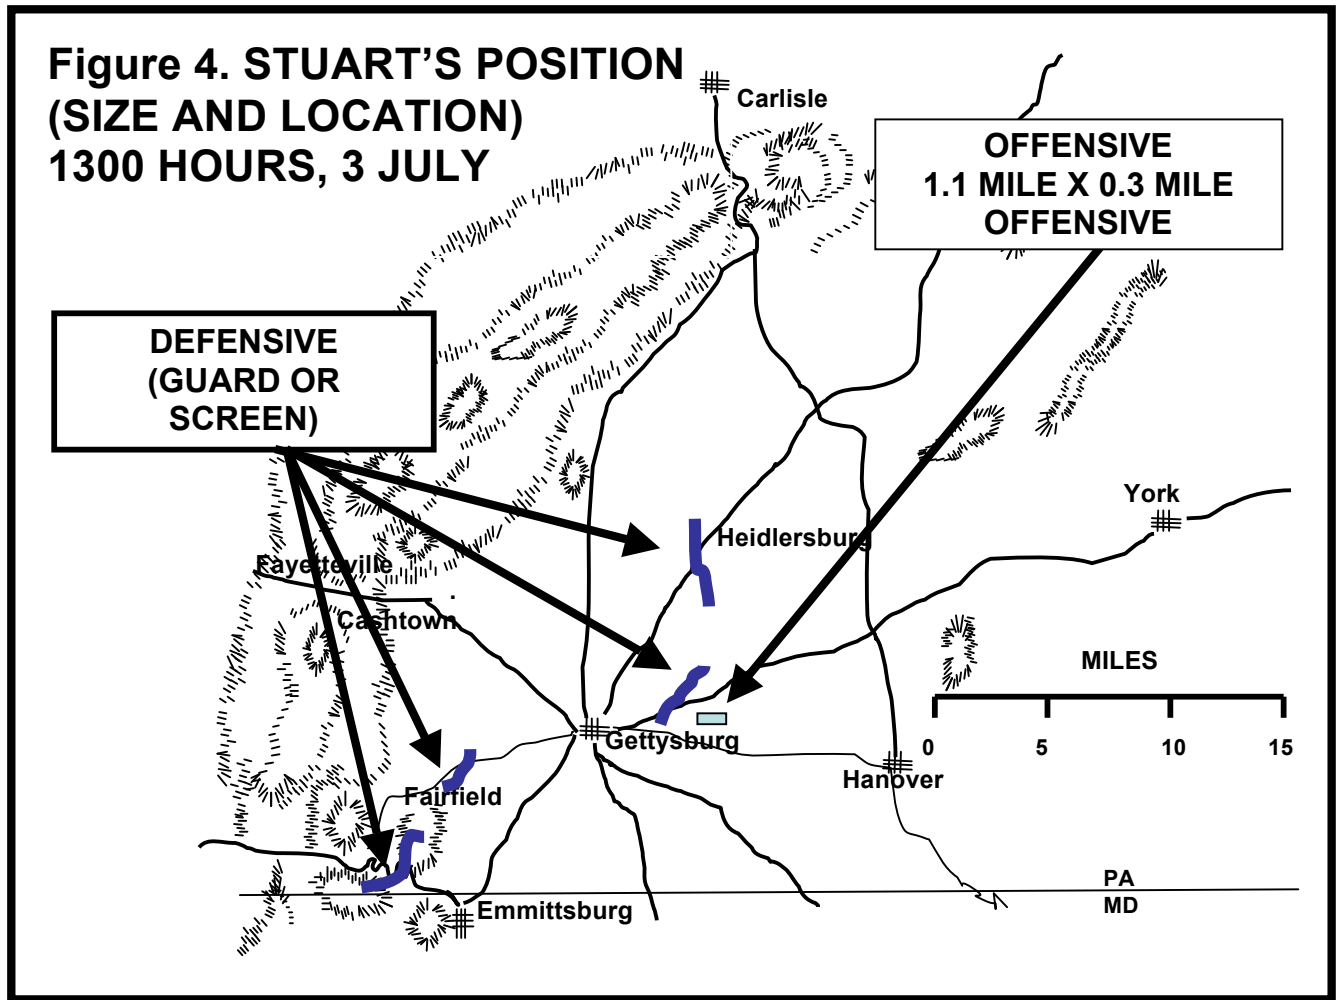 Figure 4. STUART’S POSITION
(SIZE AND LOCATION)
1300 HOURS, 3 JULY
Carlisle
OFFENSIVE
1.1 MILE X 0.3 MILE
OFFENSIVE
DEFENSIVE
(GUARD OR
SCREEN)
York
Heidlersburg
Fayetteville
Cashtown
MILES
0 5 10 15
Gettysburg
Hanover
Fairfield
PA
MD
Emmittsburg